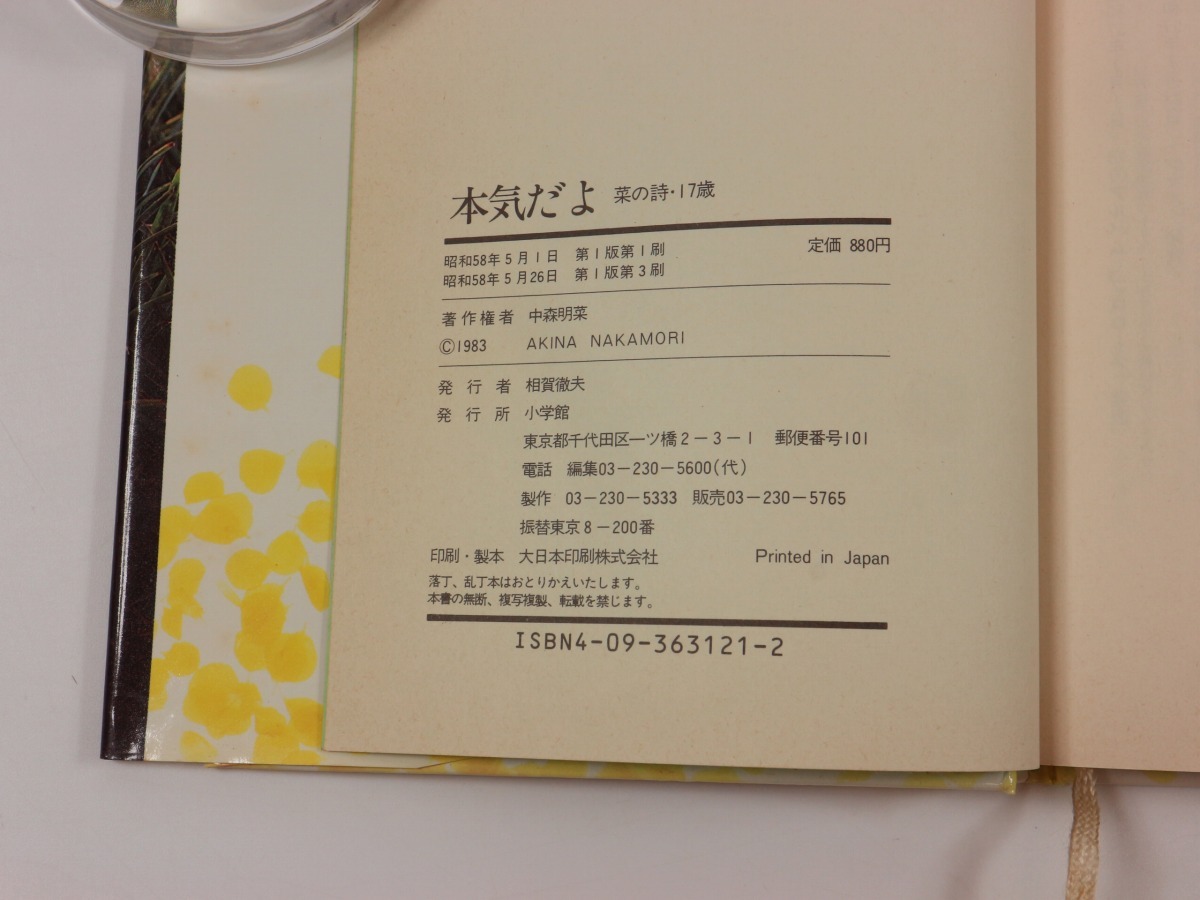 本気だよ 菜の詩・17歳
昭和58年5月1日 第1版第1刷 定価 880円
昭和58年5月26日 第1版第3刷
著作権者 中森明菜
©1983 AKINA NAKAMORI
発行者 相賀徹夫
発行所 小学館
東京都千代田区一ツ橋2-3-1 郵便番号101
電話 編集03-230-5600(代)
製作 03-230-5333 販売03-230-5765
振替東京8-200番
印刷・製本 大日本印刷株式会社 Printed in Japan
落丁、乱丁本はおとりかえいたします。
本書の無断、複写複製、転載を禁じます。
ISBN4-09-363121-2